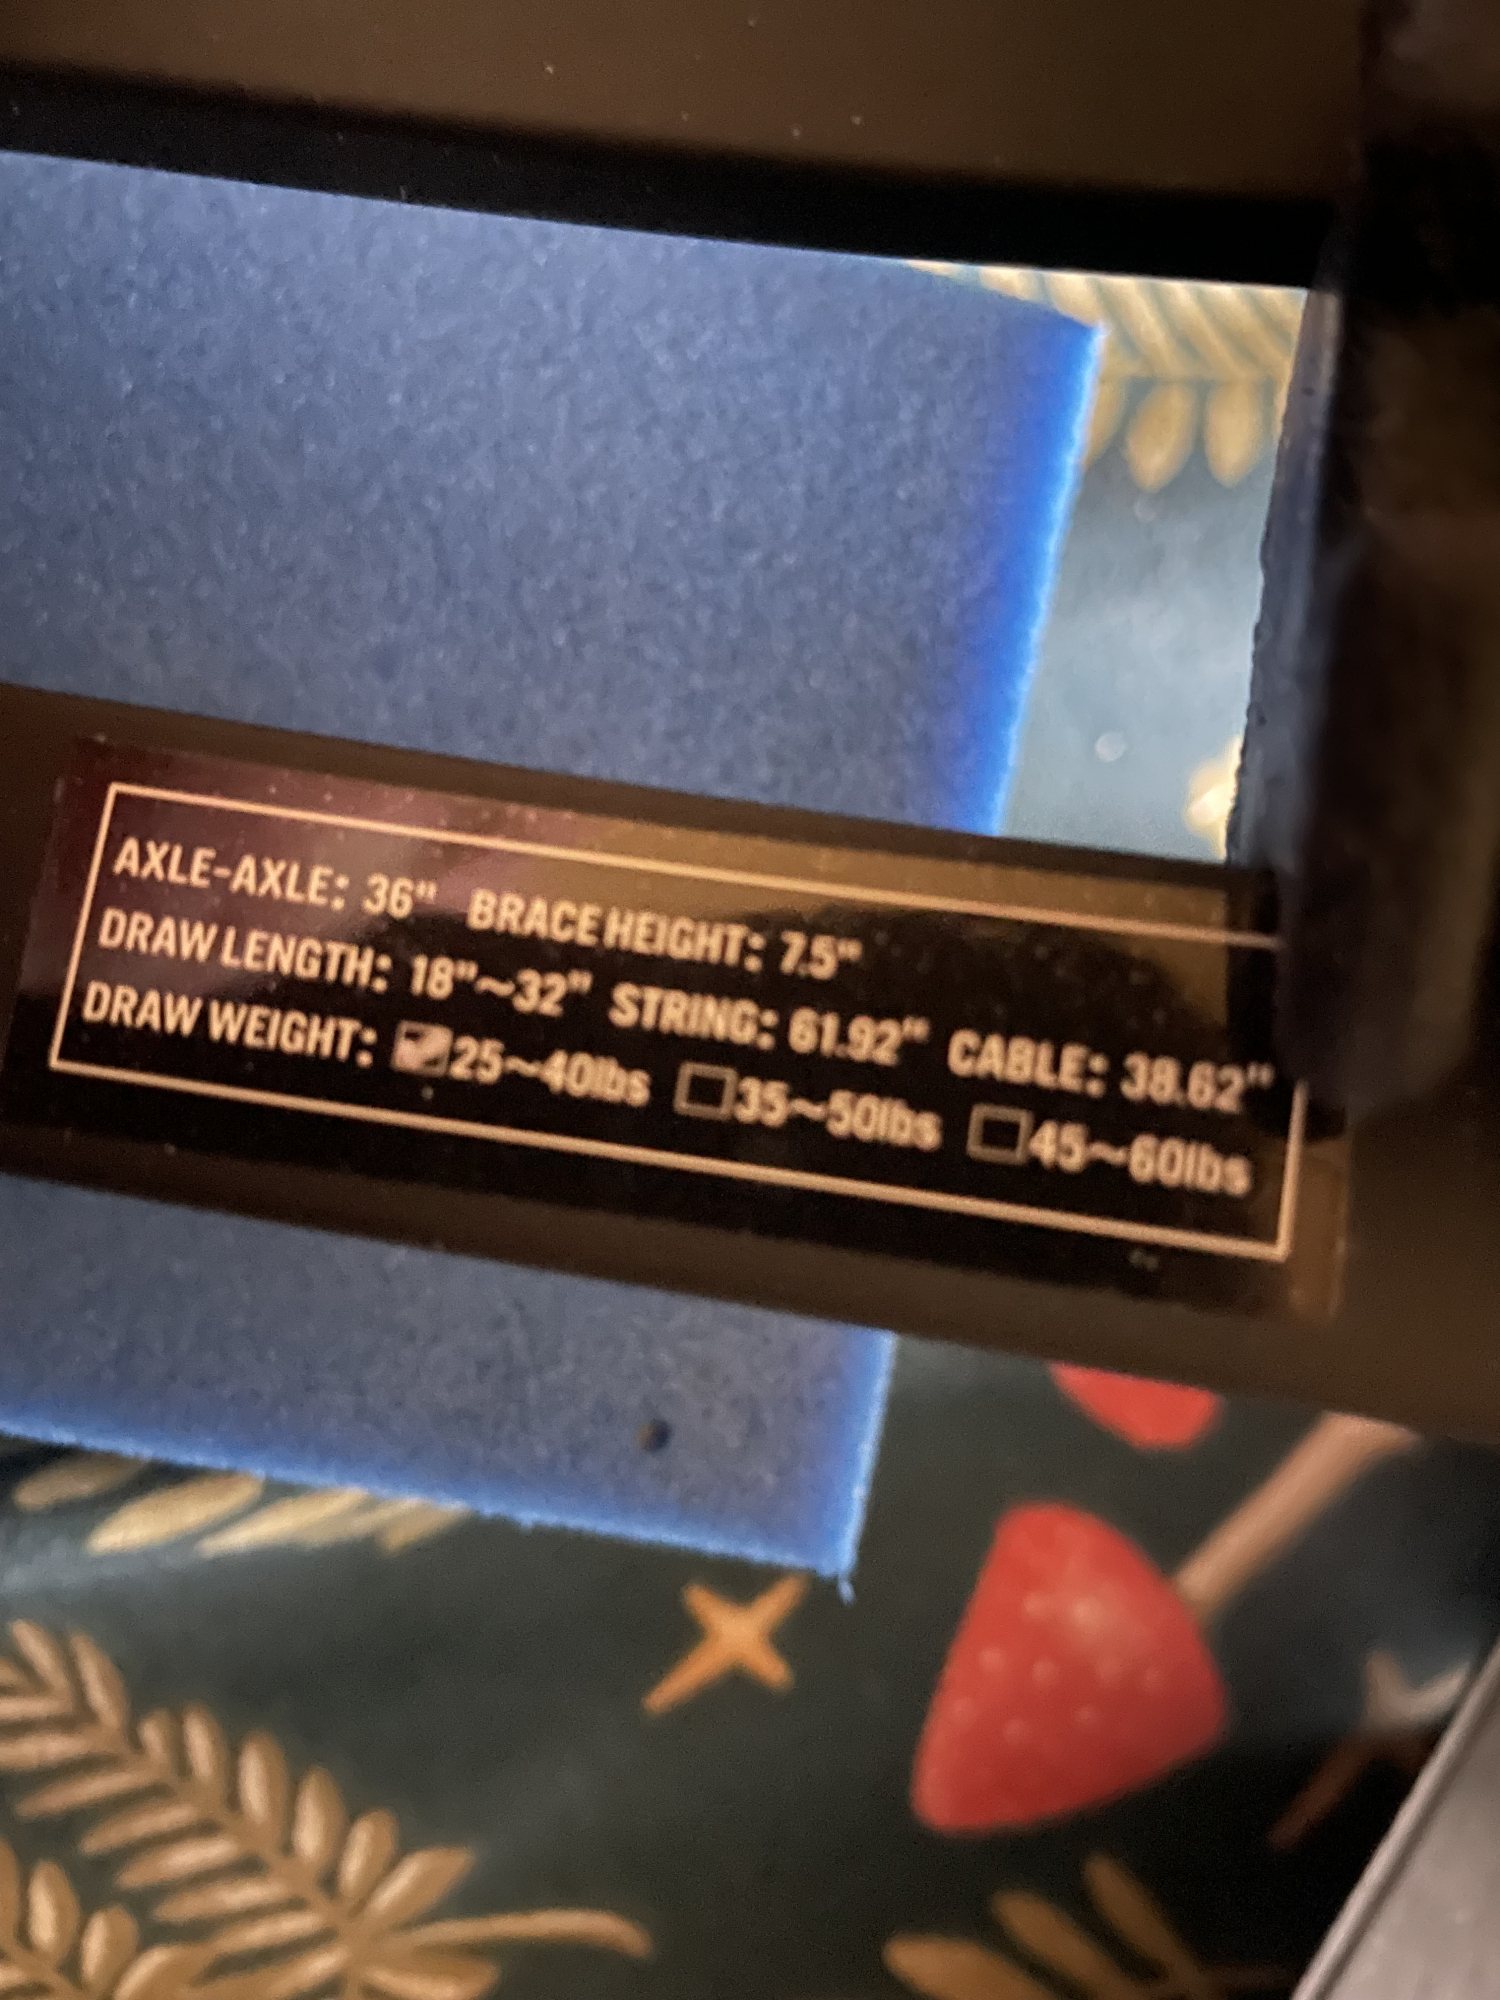 AXLE-AXLE: 36" BRACE HEIGHT: 7.5"
DRAW LENGTH: 18"~32" STRING: 61.92" CABLE: 38.62"
DRAW WEIGHT: ☑25~40lbs ☐35~50lbs ☐45~60lbs